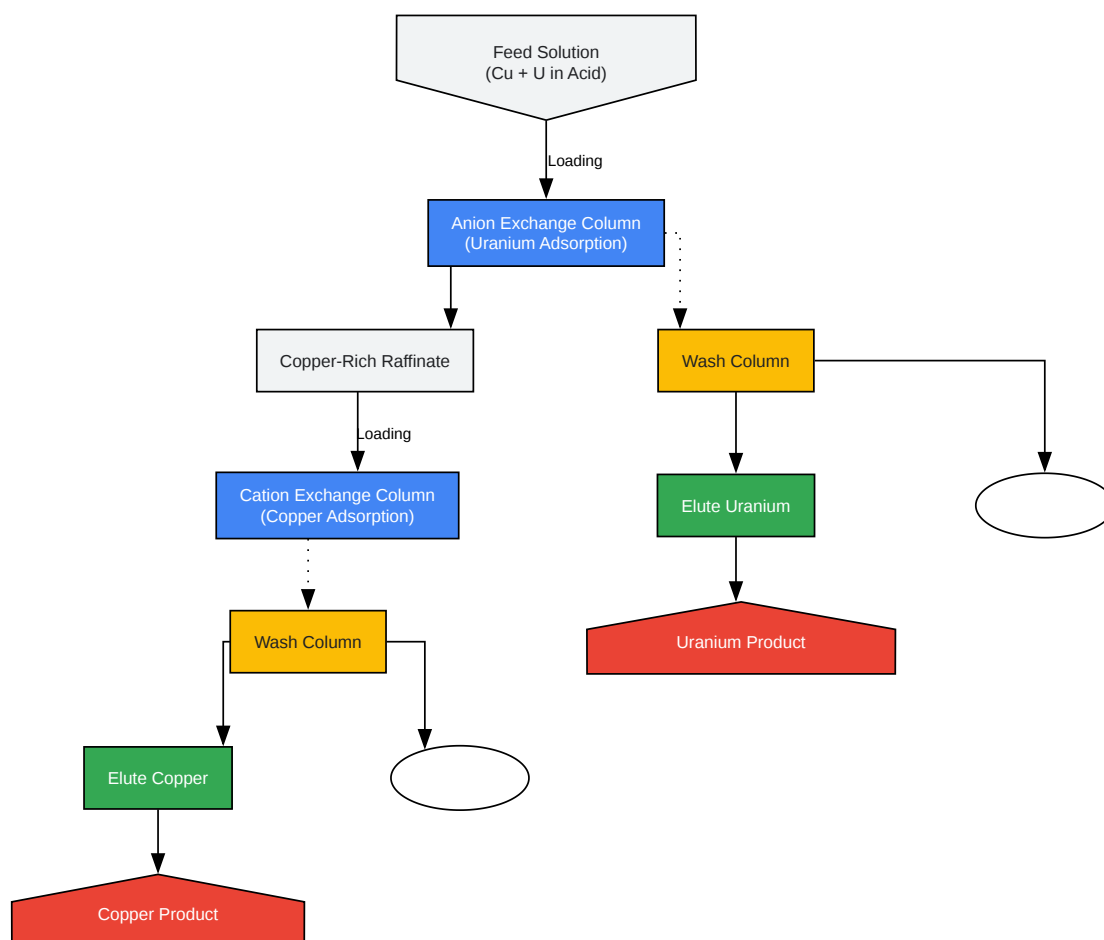 Feed Solution
(Cu + U in Acid)
Loading
Anion Exchange Column
(Uranium Adsorption)
Copper-Rich Raffinate
Wash Column
Loading
Cation Exchange Column
(Copper Adsorption)
Elute Uranium
Wash Column
Uranium Product
Elute Copper
Copper Product